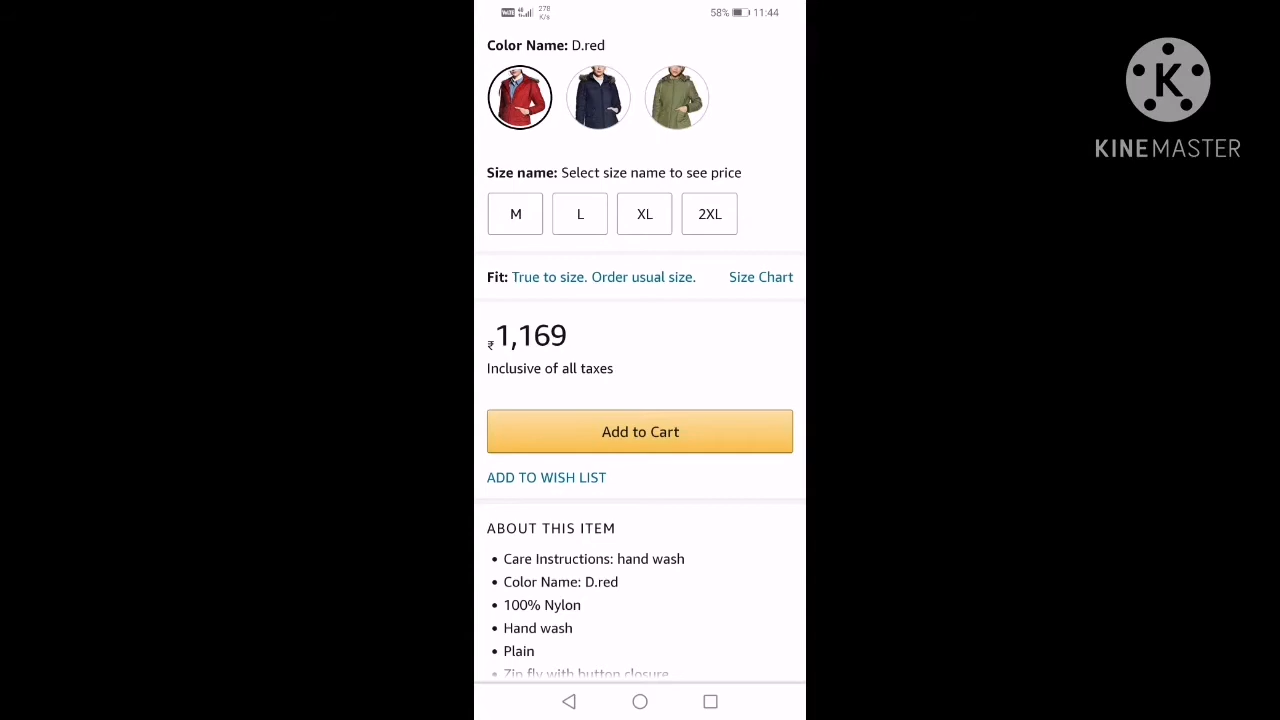 VoLTE 4G 278 K/s 58% 11:44
Color Name: D.red
K
KINEMASTER
Size name: Select size name to see price
M L XL 2XL
Fit: True to size. Order usual size. Size Chart
₹1,169
Inclusive of all taxes
Add to Cart
ADD TO WISH LIST
ABOUT THIS ITEM
• Care Instructions: hand wash
• Color Name: D.red
• 100% Nylon
• Hand wash
• Plain
• Zip fly with button closure